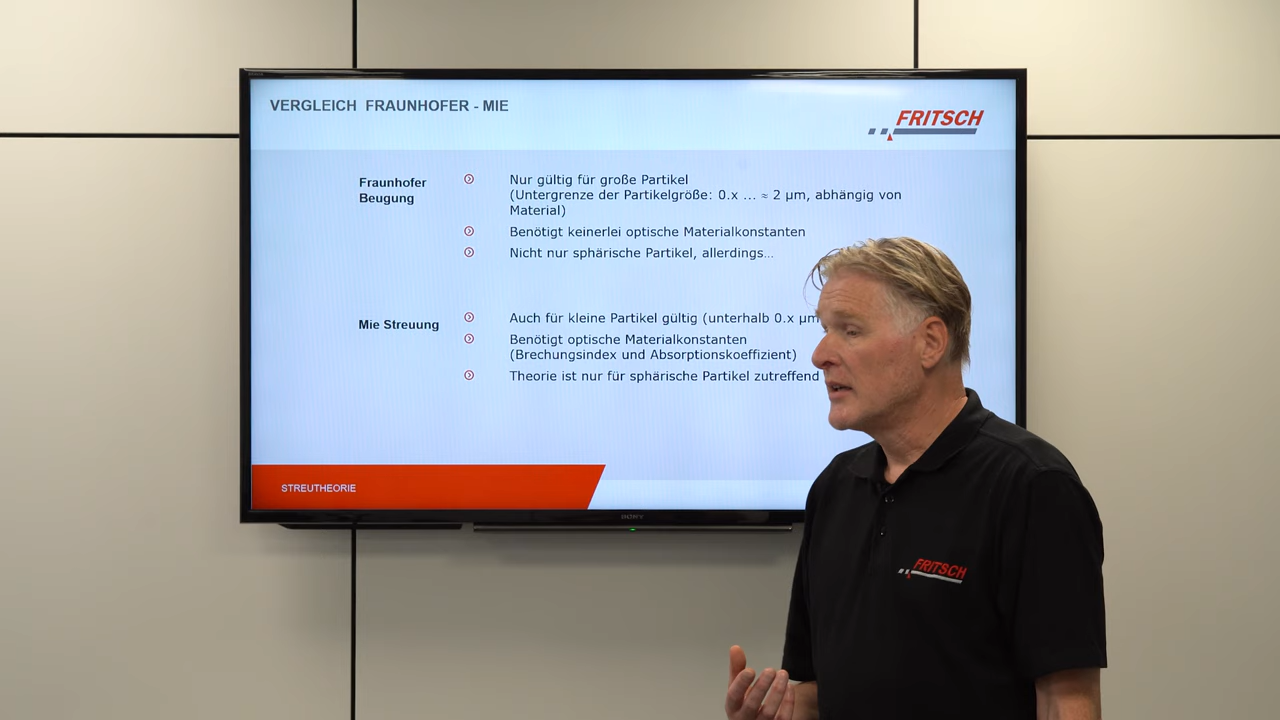 VERGLEICH FRAUNHOFER - MIE
FRITSCH
Fraunhofer
Beugung
Nur gültig für große Partikel
(Untergrenze der Partikelgröße: 0.x ... ≈ 2 µm, abhängig von
Material)
Benötigt keinerlei optische Materialkonstanten
Nicht nur sphärische Partikel, allerdings...
Mie Streuung
Auch für kleine Partikel gültig (unterhalb 0.x µm
Benötigt optische Materialkonstanten
(Brechungsindex und Absorptionskoeffizient)
Theorie ist nur für sphärische Partikel zutreffend
STREUTHEORIE
SONY
FRITSCH